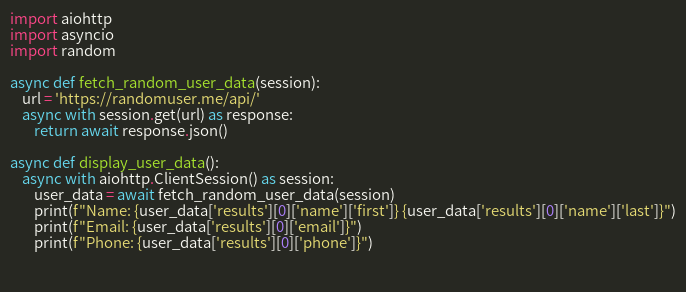 import aiohttp
import asyncio
import random

async def fetch_random_user_data(session):
    url = 'https://randomuser.me/api/'
    async with session.get(url) as response:
        return await response.json()

async def display_user_data():
    async with aiohttp.ClientSession() as session:
        user_data = await fetch_random_user_data(session)
        print(f"Name: {user_data['results'][0]['name']['first']} {user_data['results'][0]['name']['last']}")
        print(f"Email: {user_data['results'][0]['email']}")
        print(f"Phone: {user_data['results'][0]['phone']}")